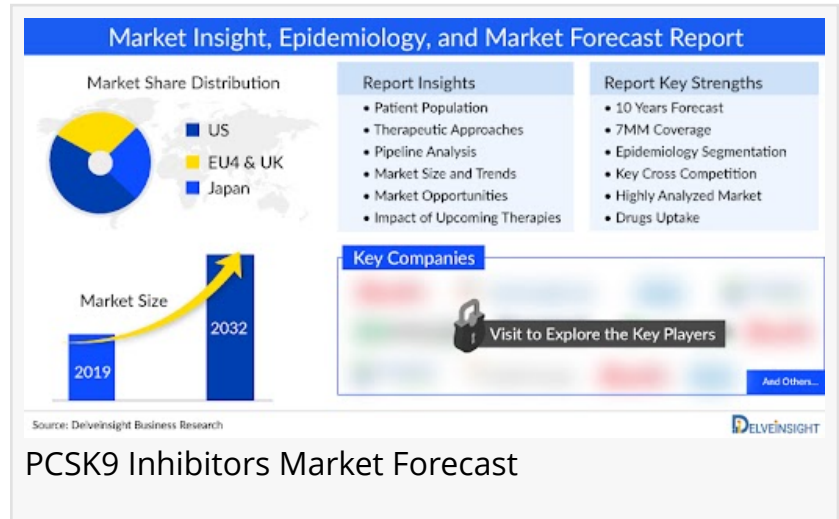 Market Insight, Epidemiology, and Market Forecast Report
Market Share Distribution
US
EU4 & UK
Japan
Report Insights
• Patient Population
• Therapeutic Approaches
• Pipeline Analysis
• Market Size and Trends
• Market Opportunities
• Impact of Upcoming Therapies
Report Key Strengths
• 10 Years Forecast
• 7MM Coverage
• Epidemiology Segmentation
• Key Cross Competition
• Highly Analyzed Market
• Drugs Uptake
Market Size
2019
2032
Key Companies
Visit to Explore the Key Players
And Others...
Source: Delveinsight Business Research
DELVEINSIGHT
PCSK9 Inhibitors Market Forecast